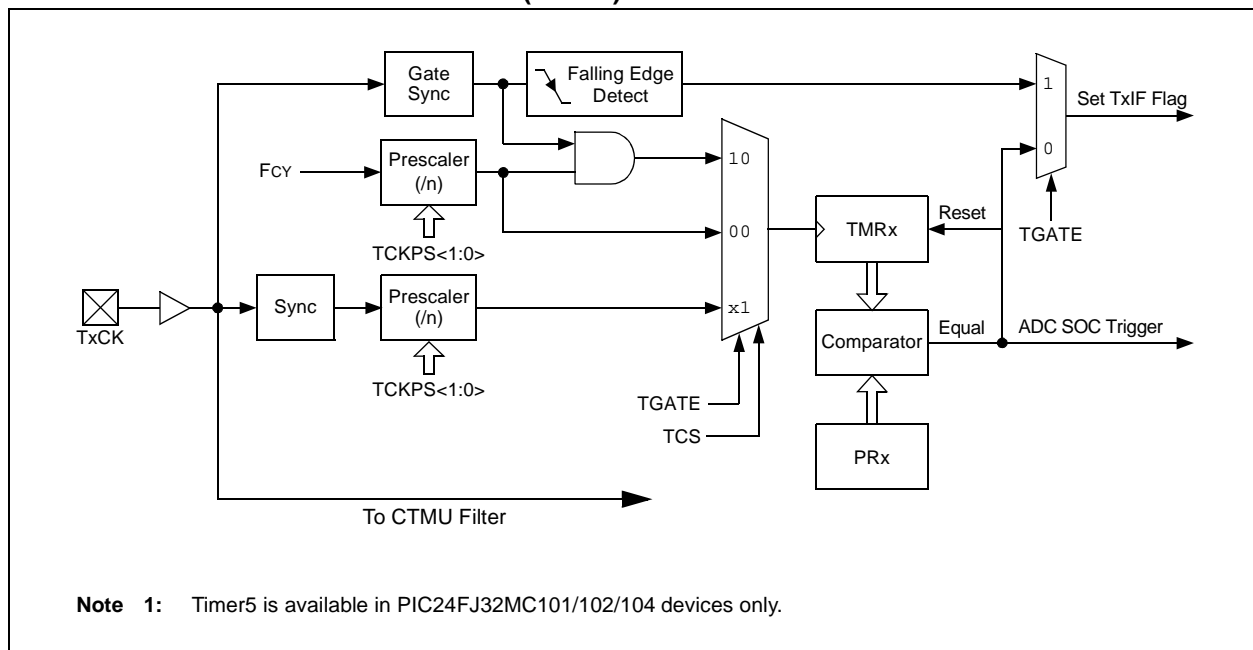 Gate
Sync
Falling Edge
Detect
1
Set TxIF Flag
0
10
FCY
Prescaler
(/n)
00
TMRx
Reset
TGATE
TCKPS<1:0>
TxCK
Sync
Prescaler
(/n)
x1
Comparator
Equal
ADC SOC Trigger
TCKPS<1:0>
TGATE
TCS
PRx
To CTMU Filter
Note 1: Timer5 is available in PIC24FJ32MC101/102/104 devices only.